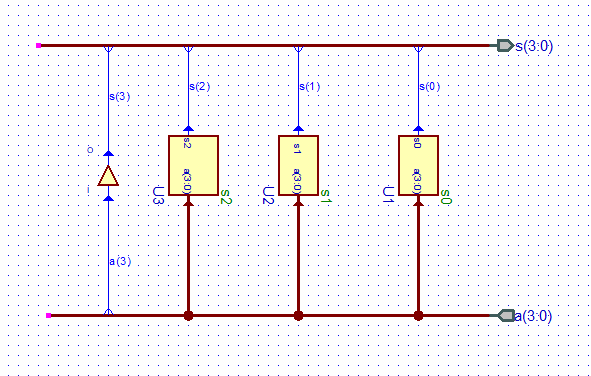 s(3:0)
s(3)
s(2)
s(1)
s(0)
o
i
s2
a(3:0)
U3
s2
s1
a(3:0)
U2
s1
s0
a(3:0)
U1
s0
a(3)
a(3:0)